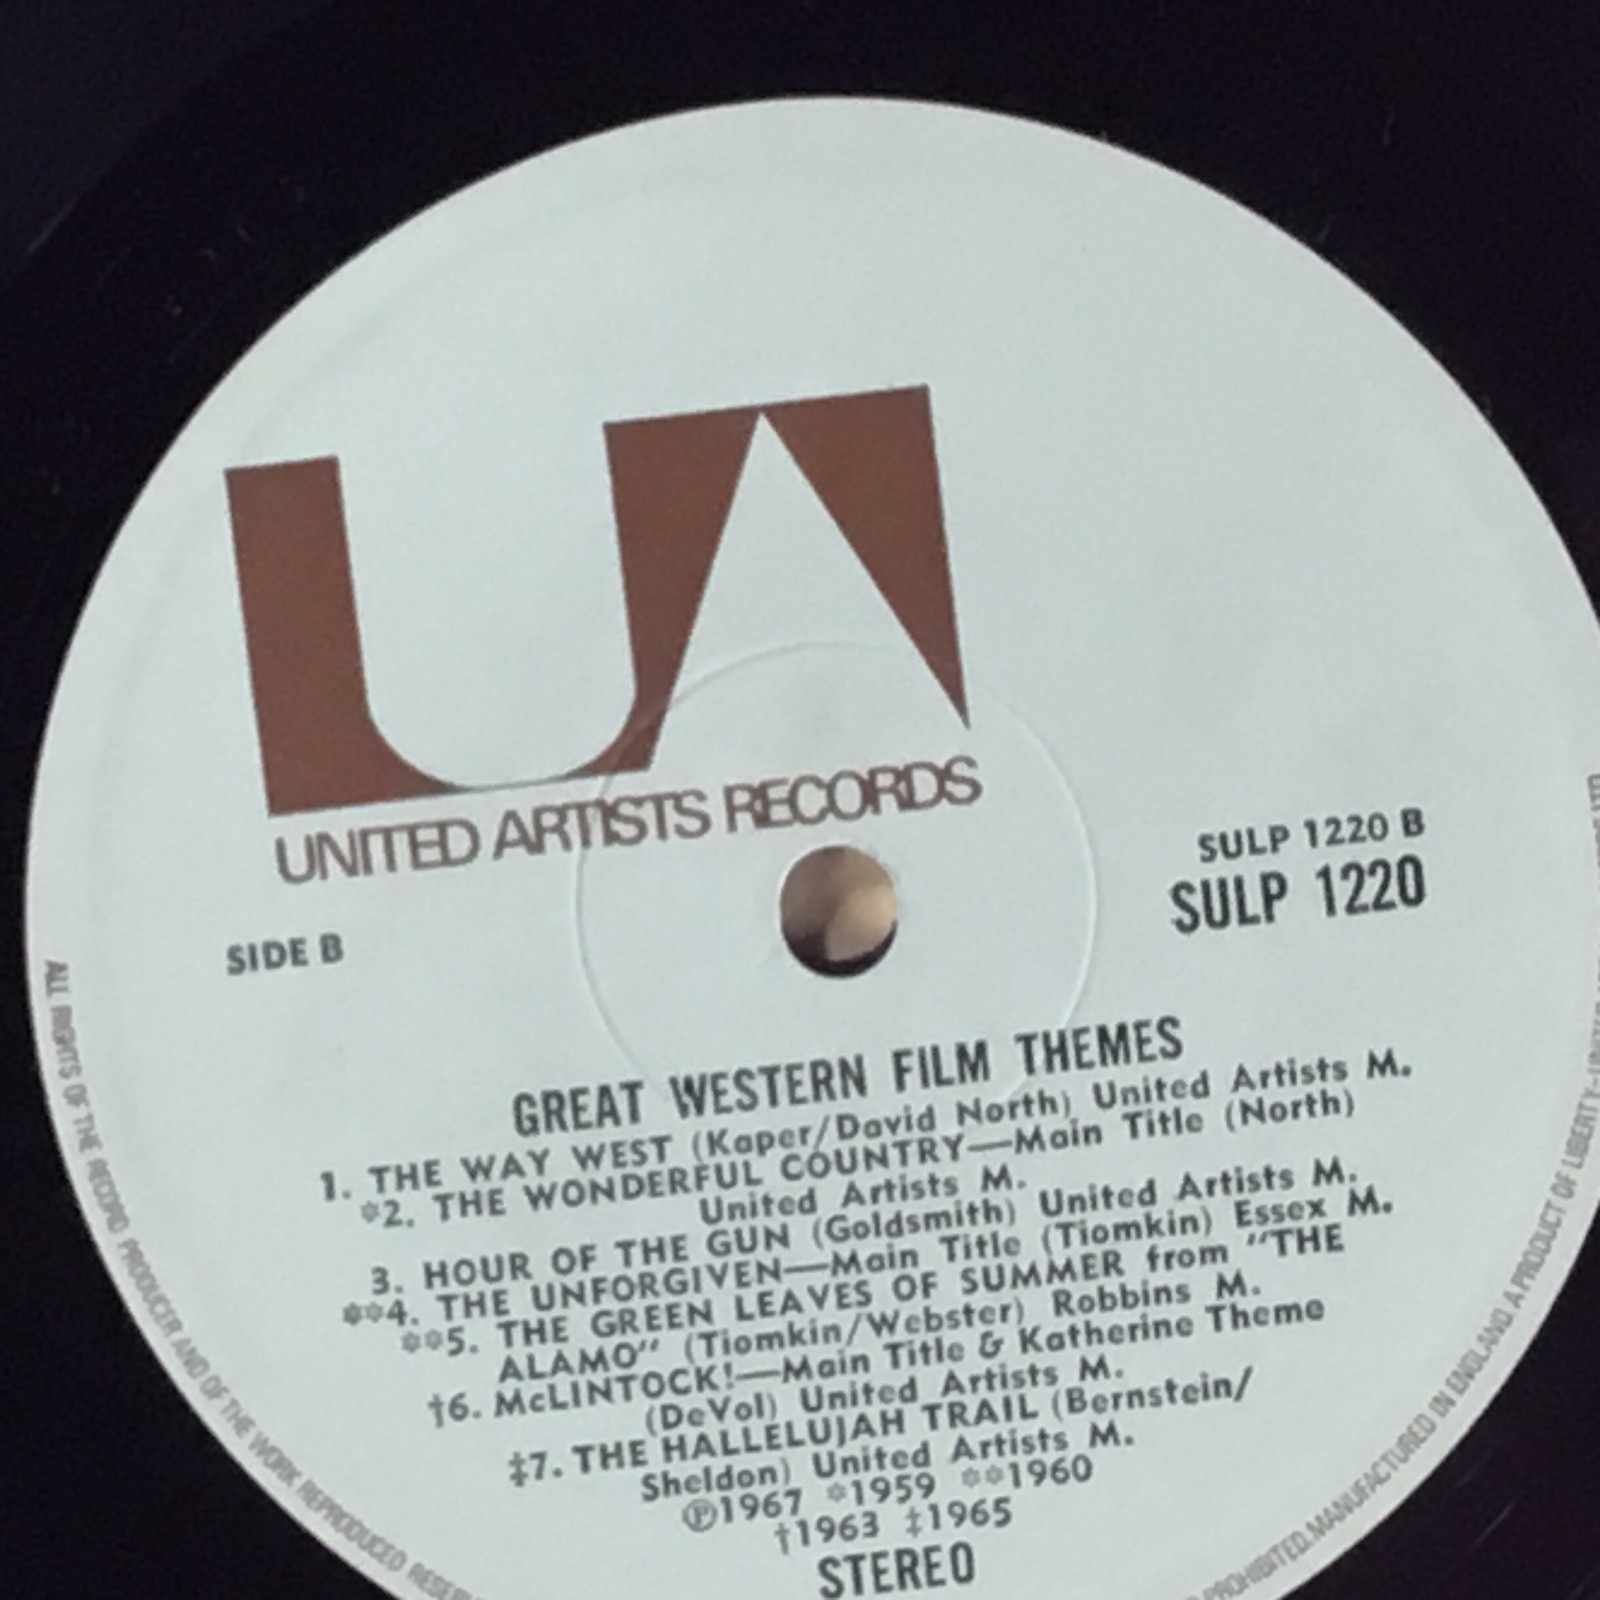 UA
UNITED ARTISTS RECORDS
SULP 1220 B
SULP 1220
SIDE B
GREAT WESTERN FILM THEMES
1. THE WAY WEST (Kaper/David North) United Artists M.
*2. THE WONDERFUL COUNTRY—Main Title (North)
United Artists M.
3. HOUR OF THE GUN (Goldsmith) United Artists M.
**4. THE UNFORGIVEN—Main Title (Tiomkin) Essex M.
**5. THE GREEN LEAVES OF SUMMER from "THE
ALAMO" (Tiomkin/Webster) Robbins M.
†6. McLINTOCK!—Main Title & Katherine Theme
(DeVol) United Artists M.
‡7. THE HALLELUJAH TRAIL (Bernstein/
Sheldon) United Artists M.
℗1967 *1959 **1960
†1963 ‡1965
STEREO
ALL RIGHTS OF THE RECORD PRODUCER AND OF THE WORK REPRODUCED
PROHIBITED. MANUFACTURED IN ENGLAND. A PRODUCT OF LIBERTY-